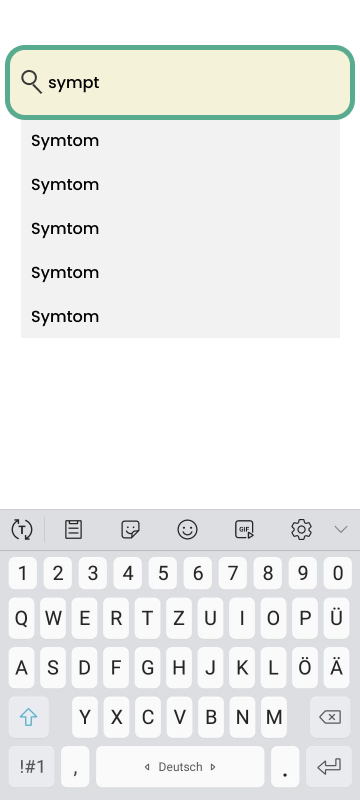 sympt
Symtom
Symtom
Symtom
Symtom
Symtom
T GIF
1 2 3 4 5 6 7 8 9 0
Q W E R T Z U I O P Ü
A S D F G H J K L Ö Ä
Y X C V B N M
!#1 , Deutsch .